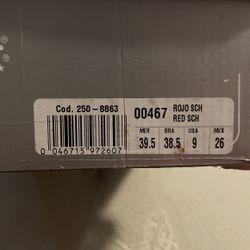 Cod. 250-8863
00467
ROJO SCH
RED SCH
MER BRA USA MEX
39.5 38.5 9 26
0 046715 972607